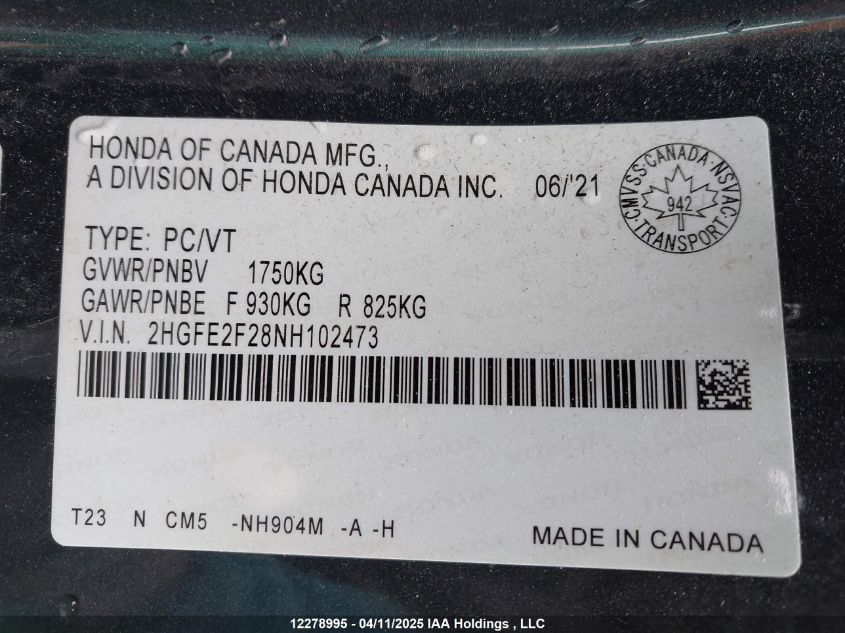 HONDA OF CANADA MFG.,
A DIVISION OF HONDA CANADA INC. 06/'21
CMVSS·CANADA·NSVAC·TRANSPORT·
942
TYPE: PC/VT
GVWR/PNBV 1750KG
GAWR/PNBE F 930KG R 825KG
V.I.N. 2HGFE2F28NH102473
T23 N CM5 -NH904M -A -H
MADE IN CANADA
12278995 - 04/11/2025 IAA Holdings , LLC